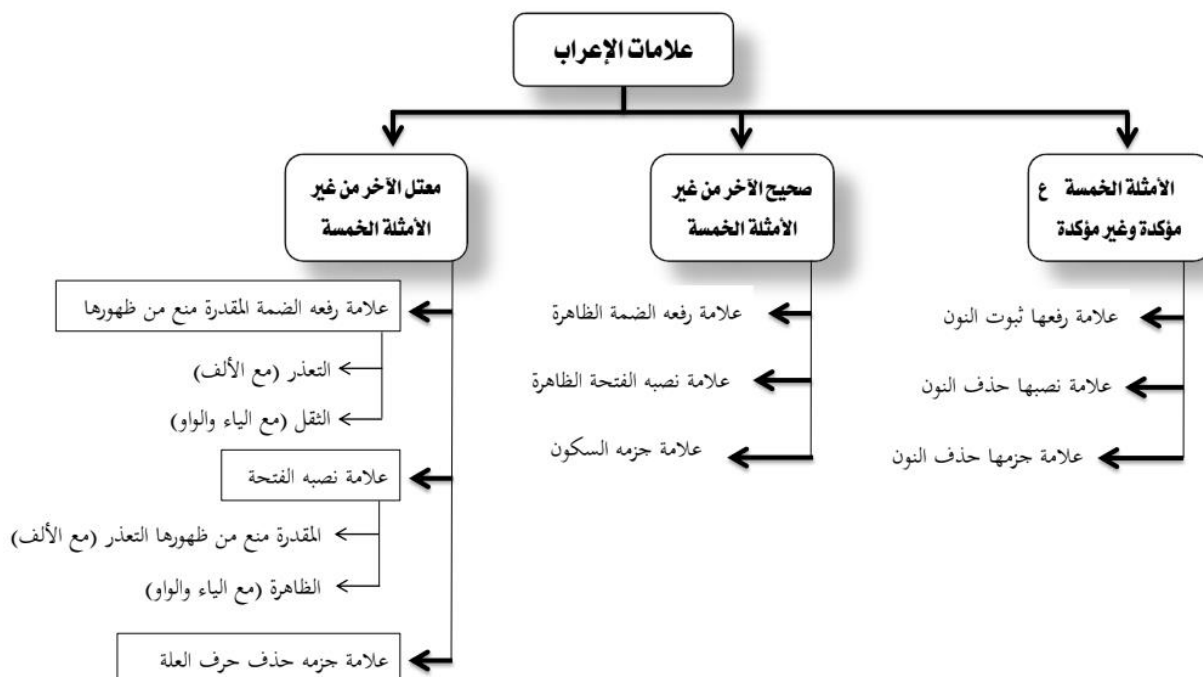 علامات الإعراب
الأمثلة الخمسة ع
مؤكدة وغير مؤكدة
علامة رفعها ثبوت النون
علامة نصبها حذف النون
علامة جزمها حذف النون
صحيح الآخر من غير
الأمثلة الخمسة
علامة رفعه الضمة الظاهرة
علامة نصبه الفتحة الظاهرة
علامة جزمه السكون
معتل الآخر من غير
الأمثلة الخمسة
علامة رفعه الضمة المقدرة منع من ظهورها
التعذر (مع الألف)
الثقل (مع الياء والواو)
علامة نصبه الفتحة
المقدرة منع من ظهورها التعذر (مع الألف)
الظاهرة (مع الياء والواو)
علامة جزمه حذف حرف العلة